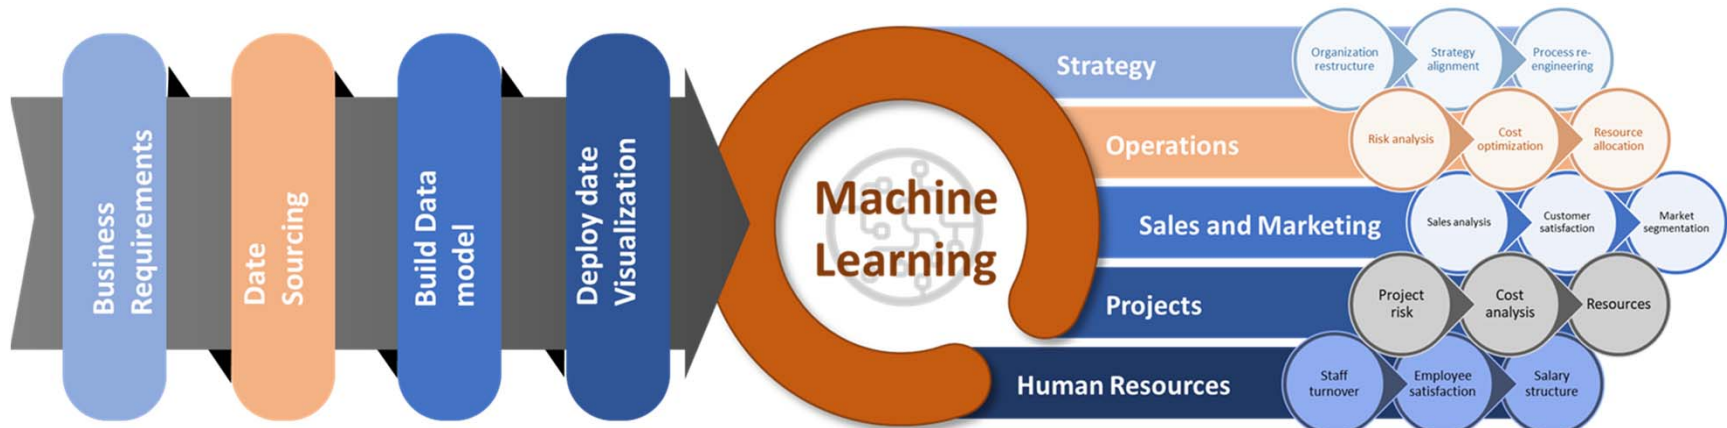 Business
Requirements
Date
Sourcing
Build Data
model
Deploy date
Visualization
Machine
Learning
Strategy
Organization
restructure
Strategy
alignment
Process re-
engineering
Operations
Risk analysis
Cost
optimization
Resource
allocation
Sales and Marketing
Sales analysis
Customer
satisfaction
Market
segmentation
Projects
Project
risk
Cost
analysis
Resources
Human Resources
Staff
turnover
Employee
satisfaction
Salary
structure